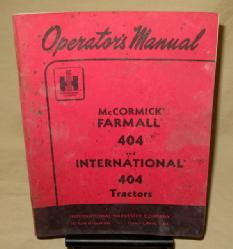 Operator's Manual
McCORMICK
FARMALL
404
and
INTERNATIONAL
404
Tractors
INTERNATIONAL HARVESTER COMPANY